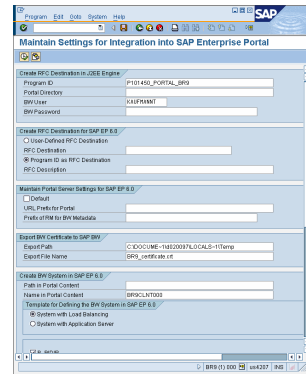 Program Edit Goto System Help
SAP
Maintain Settings for Integration into SAP Enterprise Portal
Create RFC Destination in J2EE Engine
Program ID P101450_PORTAL_BR9
Portal Directory
BW User KAUFMANNT
BW Password
Create RFC Destination for SAP EP 6.0
User-Defined RFC Destination
RFC Destination
Program ID as RFC Destination
RFC Description
Maintain Portal Server Settings for SAP EP 6.0
Default
URL Prefix for Portal
Prefix of RM for BW Metadata
Export BW Certificate to SAP BW
Export Path C:\DOCUME~1\d020097\LOCALS~1\Temp
Export File Name BR9_certificate.crt
Create BW System in SAP EP 6.0
Path in Portal Content
Name in Portal Content BR9CLNT000
Template for Defining the BW System in SAP EP 6.0
System with Load Balancing
System with Application Server
BR9 (1) 000 us4207 INS